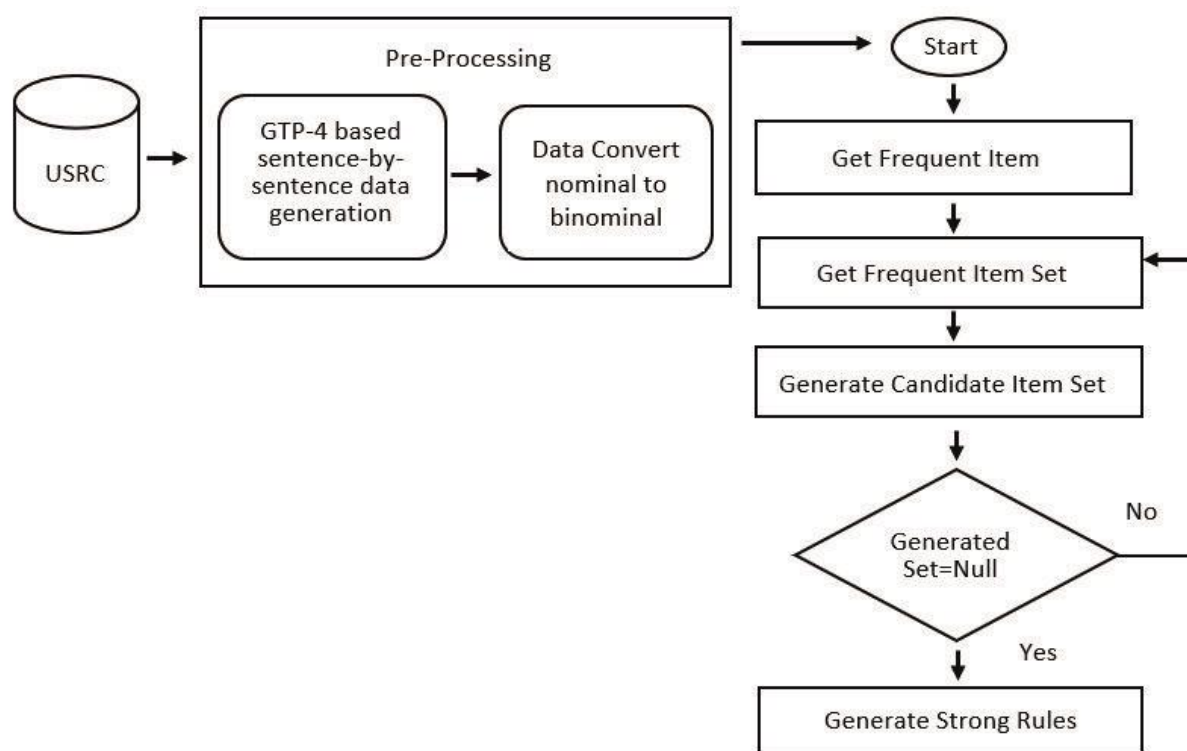 USRC
Pre-Processing
GTP-4 based
sentence-by-
sentence data
generation
Data Convert
nominal to
binominal
Start
Get Frequent Item
Get Frequent Item Set
Generate Candidate Item Set
Generated
Set=Null
No
Yes
Generate Strong Rules